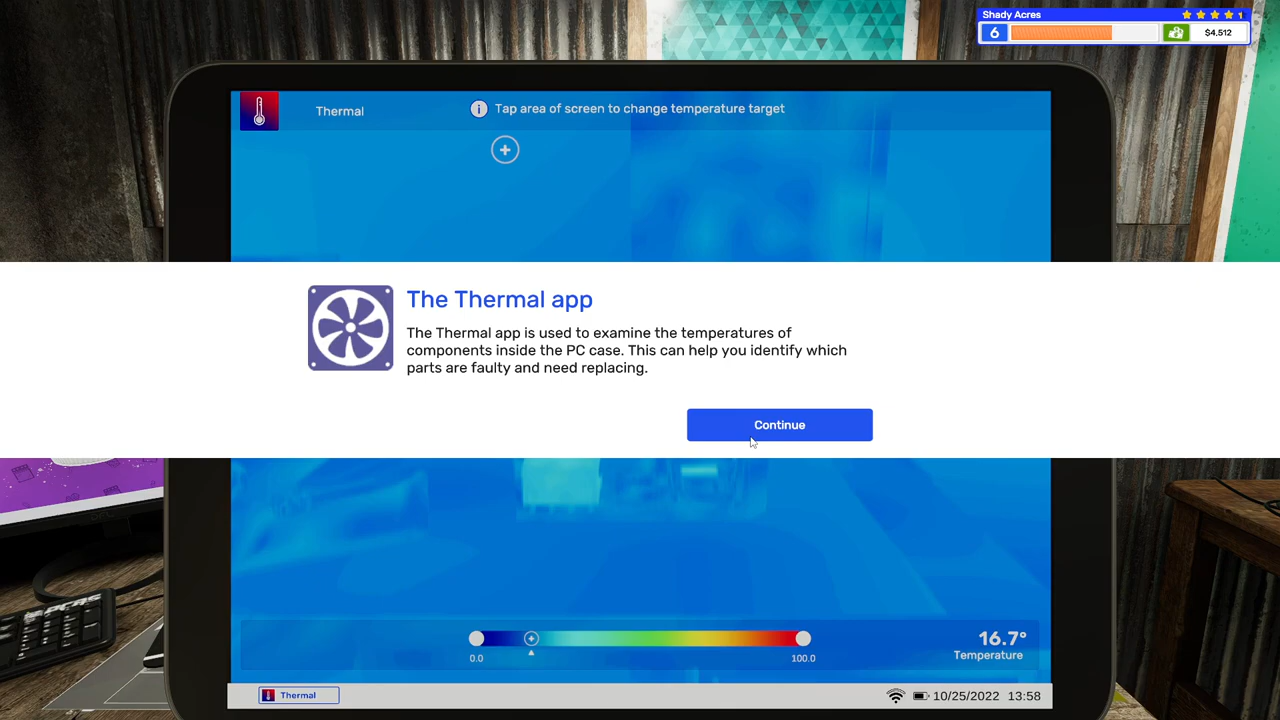 Shady Acres
6
$4,512
Thermal
Tap area of screen to change temperature target
The Thermal app
The Thermal app is used to examine the temperatures of
components inside the PC case. This can help you identify which
parts are faulty and need replacing.
Continue
0.0
100.0
16.7°
Temperature
Thermal
10/25/2022 13:58